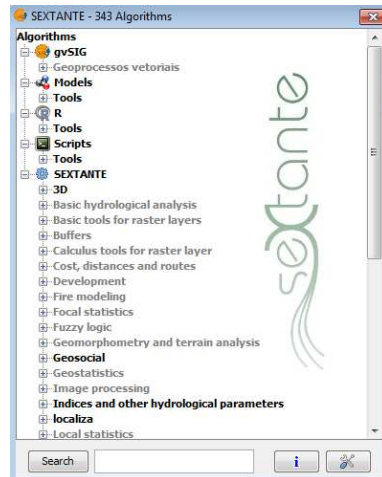 SEXTANTE - 343 Algorithms
Algorithms
gvSIG
Geoprocessos vetoriais
Models
Tools
R
Tools
Scripts
Tools
SEXTANTE
3D
Basic hydrological analysis
Basic tools for raster layers
Buffers
Calculus tools for raster layer
Cost, distances and routes
Development
Fire modeling
Focal statistics
Fuzzy logic
Geomorphometry and terrain analysis
Geosocial
Geostatistics
Image processing
Indices and other hydrological parameters
localiza
Local statistics
sextante
Search
i